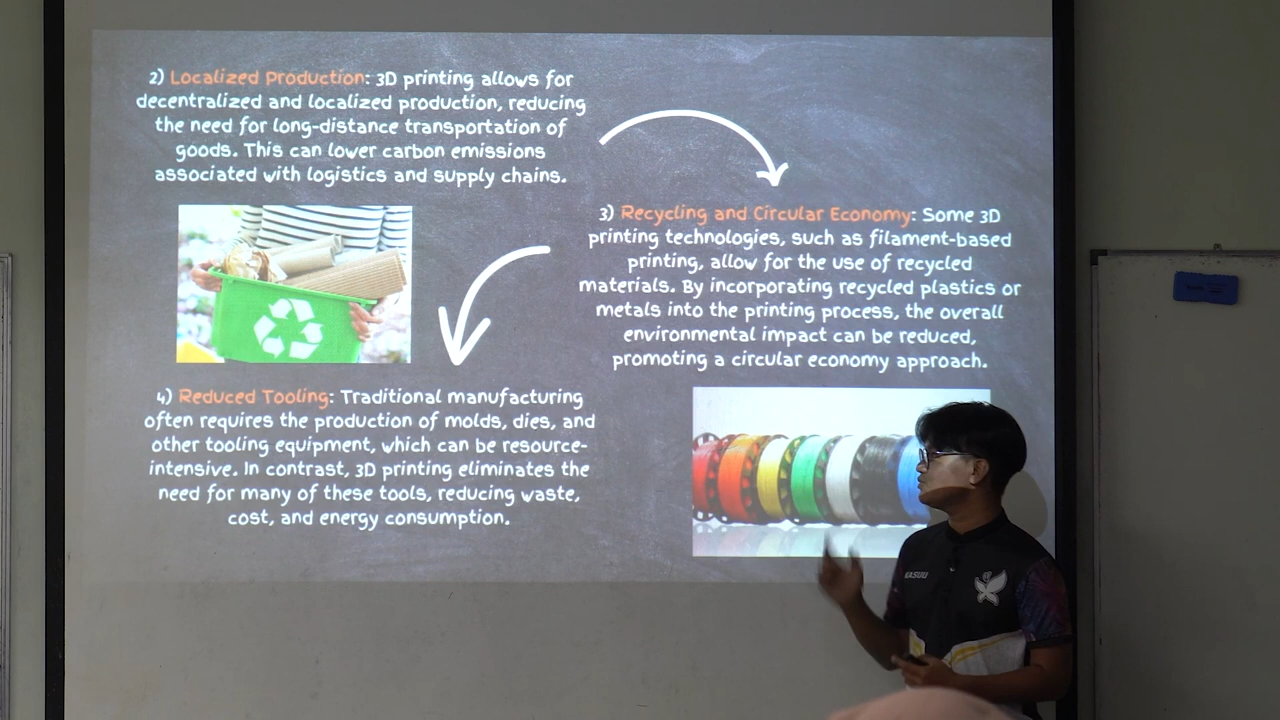 2) Localized Production: 3D printing allows for
decentralized and localized production, reducing
the need for long-distance transportation of
goods. This can lower carbon emissions
associated with logistics and supply chains.
3) Recycling and Circular Economy: Some 3D
printing technologies, such as filament-based
printing, allow for the use of recycled
materials. By incorporating recycled plastics or
metals into the printing process, the overall
environmental impact can be reduced,
promoting a circular economy approach.
4) Reduced Tooling: Traditional manufacturing
often requires the production of molds, dies, and
other tooling equipment, which can be resource-
intensive. In contrast, 3D printing eliminates the
need for many of these tools, reducing waste,
cost, and energy consumption.